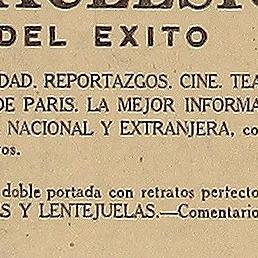 DEL EXITO
DAD. REPORTAZGOS. CINE. TEA
DE PARIS. LA MEJOR INFORMA
NACIONAL Y EXTRANJERA, co
os.
doble portada con retratos perfecto
S Y LENTEJUELAS.—Comentario